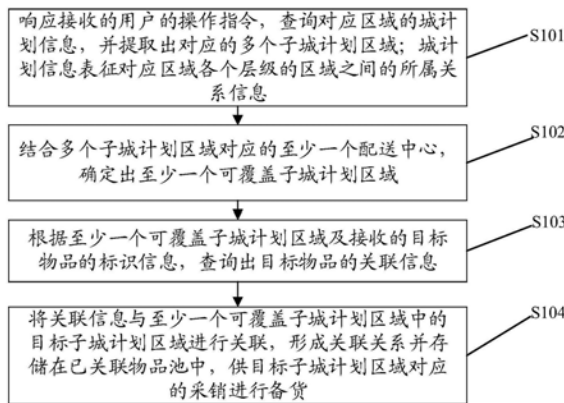 响应接收的用户的操作指令，查询对应区域的城计
划信息，并提取出对应的多个子城计划区域；城计
划信息表征对应区域各个层级的区域之间的所属关
系信息
S101
结合多个子城计划区域对应的至少一个配送中心，
确定出至少一个可覆盖子城计划区域
S102
根据至少一个可覆盖子城计划区域及接收的目标
物品的标识信息，查询出目标物品的关联信息
S103
将关联信息与至少一个可覆盖子城计划区域中的
目标子城计划区域进行关联，形成关联关系并存
储在已关联物品池中，供目标子城计划区域对应
的采销进行备货
S104